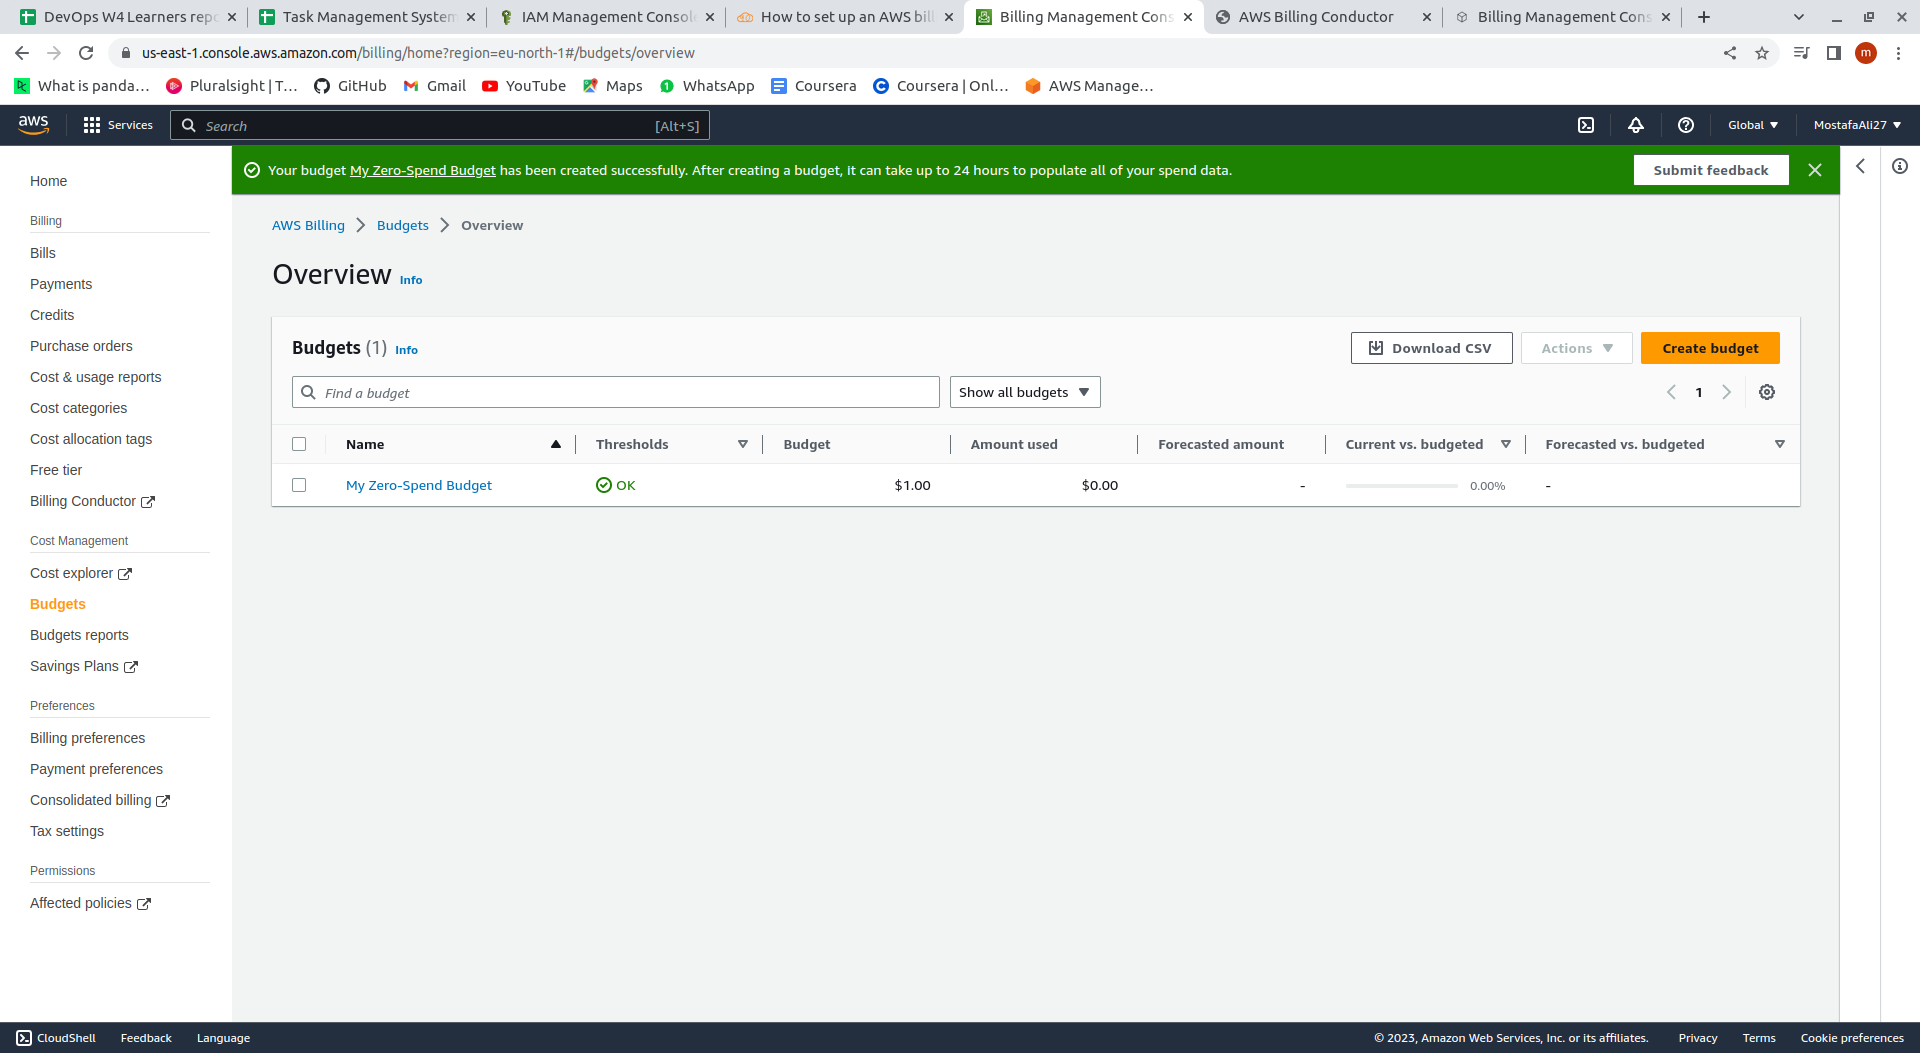 DevOps W4 Learners repo
Task Management System
IAM Management Consol
How to set up an AWS bil
Billing Management Cons
AWS Billing Conductor
Billing Management Cons
us-east-1.console.aws.amazon.com/billing/home?region=eu-north-1#/budgets/overview
m
What is panda...
Pluralsight | T...
GitHub
Gmail
YouTube
Maps
WhatsApp
Coursera
Coursera | Onl...
AWS Manage...
aws
Services
Search
[Alt+S]
Global
MostafaAli27
Your budget My Zero-Spend Budget has been created successfully. After creating a budget, it can take up to 24 hours to populate all of your spend data.
Submit feedback
Home
Billing
Bills
Payments
Credits
Purchase orders
Cost & usage reports
Cost categories
Cost allocation tags
Free tier
Billing Conductor
Cost Management
Cost explorer
Budgets
Budgets reports
Savings Plans
Preferences
Billing preferences
Payment preferences
Consolidated billing
Tax settings
Permissions
Affected policies
AWS Billing
Budgets
Overview
Overview Info
Budgets (1) Info
Download CSV
Actions
Create budget
Find a budget
Show all budgets
1
Name
Thresholds
Budget
Amount used
Forecasted amount
Current vs. budgeted
Forecasted vs. budgeted
My Zero-Spend Budget
OK
$1.00
$0.00
-
0.00%
-
CloudShell
Feedback
Language
© 2023, Amazon Web Services, Inc. or its affiliates.
Privacy
Terms
Cookie preferences